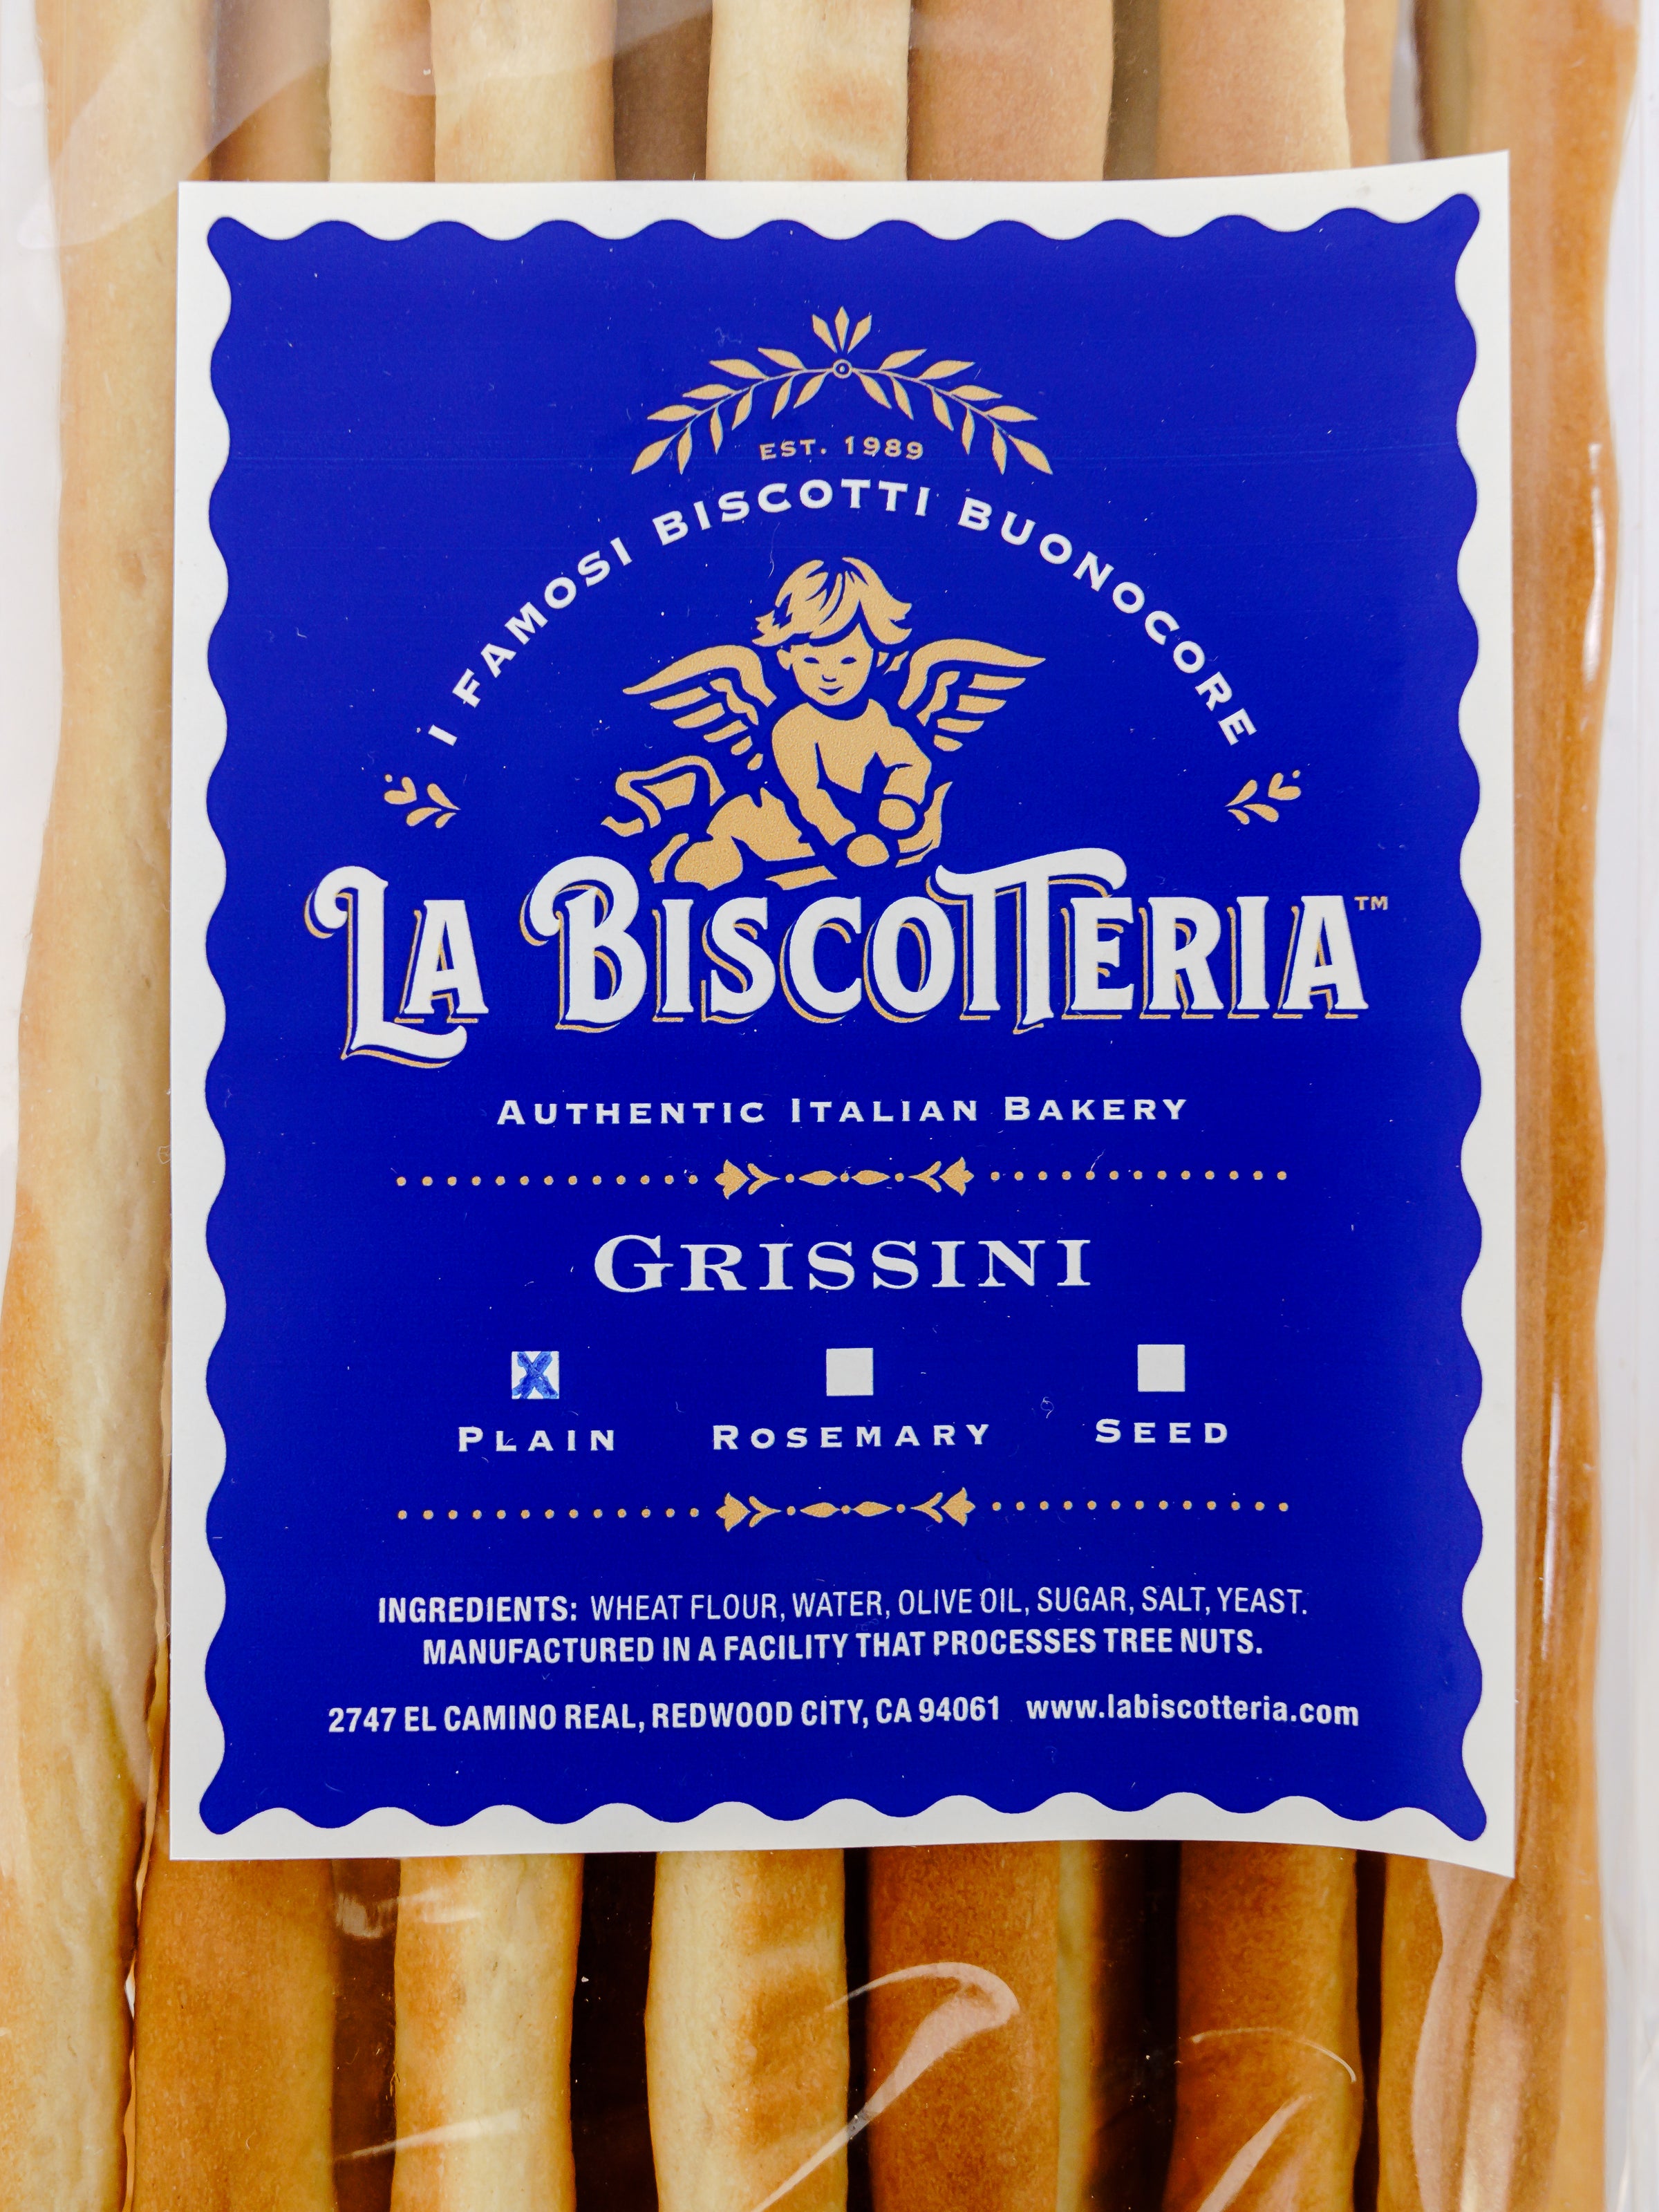 EST. 1989
I FAMOSI BISCOTTI BUONOCORE
LA BISCOTTERIA™
AUTHENTIC ITALIAN BAKERY
GRISSINI
X
PLAIN ROSEMARY SEED
INGREDIENTS: WHEAT FLOUR, WATER, OLIVE OIL, SUGAR, SALT, YEAST.
MANUFACTURED IN A FACILITY THAT PROCESSES TREE NUTS.
2747 EL CAMINO REAL, REDWOOD CITY, CA 94061 www.labiscotteria.com